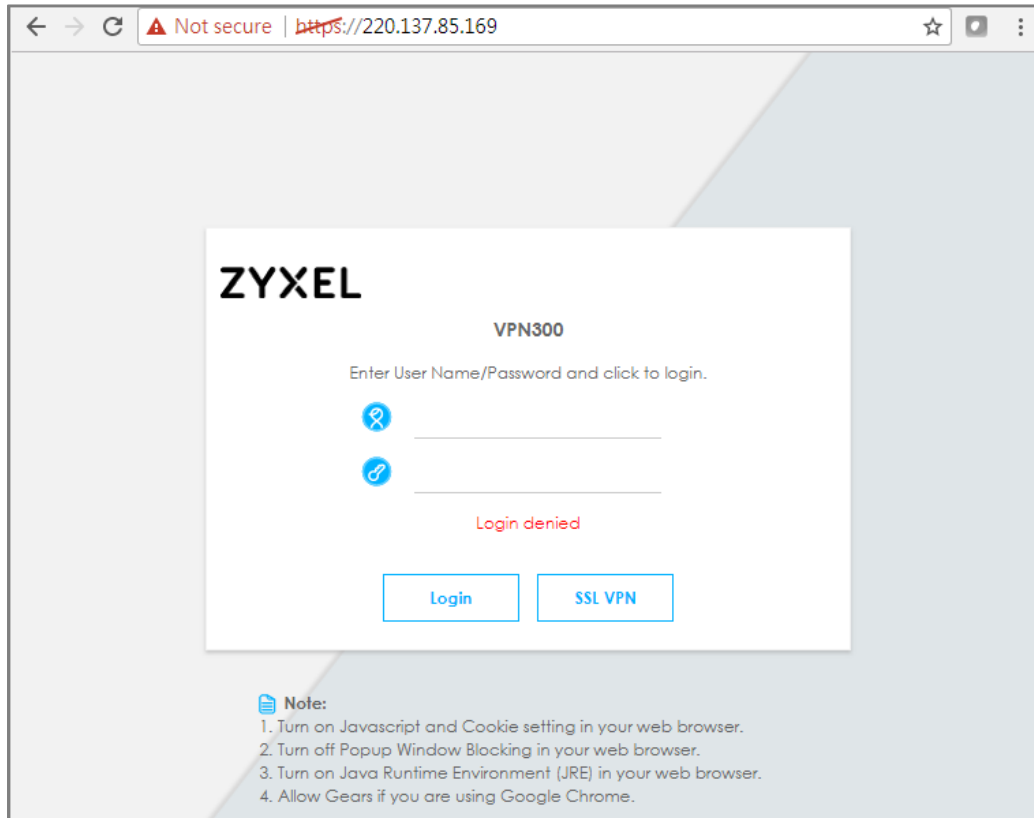 Not secure | https://220.137.85.169
ZYXEL
VPN300
Enter User Name/Password and click to login.
Login denied
Login SSL VPN
Note:
1. Turn on Javascript and Cookie setting in your web browser.
2. Turn off Popup Window Blocking in your web browser.
3. Turn on Java Runtime Environment (JRE) in your web browser.
4. Allow Gears if you are using Google Chrome.